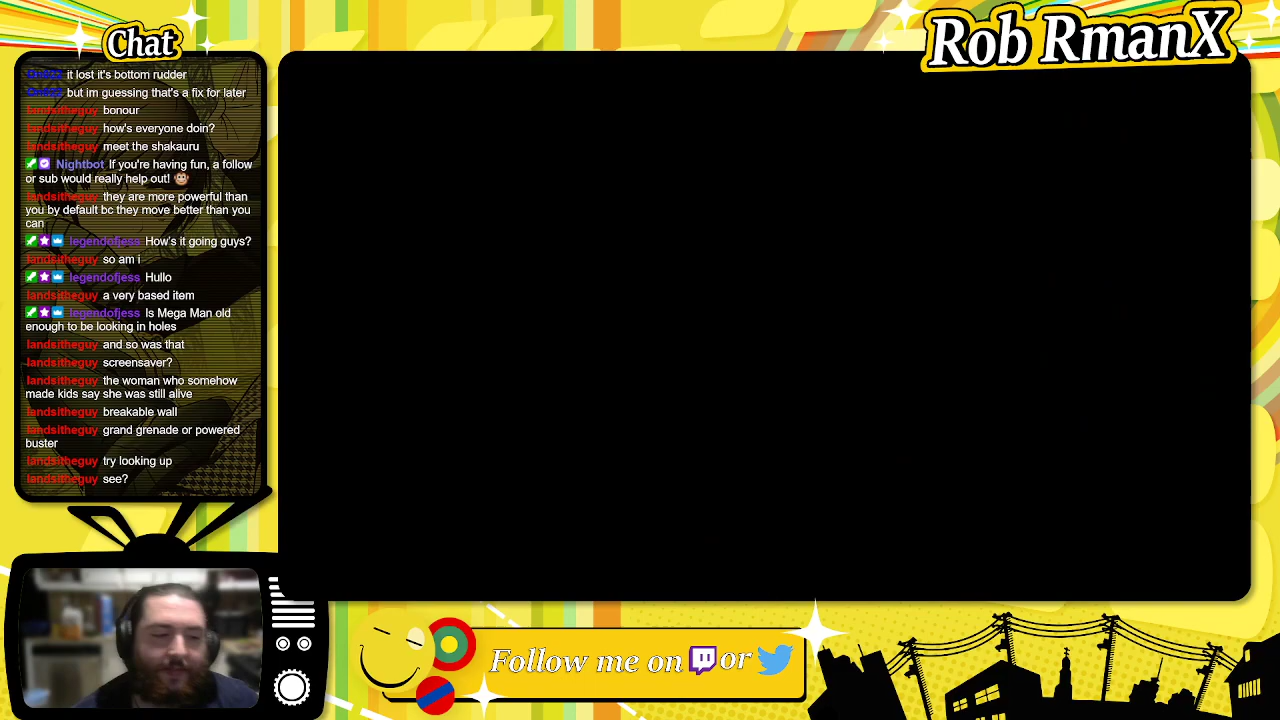 Chat
Rob RmanX
it lost it's bottom rudder
but im guessing that's a fix for later
landsitheguy bonour
landsitheguy how's everyone doin?
landsitheguy meet the shakauru
Nightbot If you're having fun, a follow
or sub would really help out!
landsitheguy they are more powerful than
you by default bc they move better than you
can
legendofjess How's it going guys?
landsitheguy so am i
legendofjess Hullo
landsitheguy a very based item
legendofjess Is Mega Man old
enough to be looking in holes
landsitheguy and so was that
landsitheguy screensaver?
landsitheguy the woman who somehow
made kids say she was still alive
landsitheguy breakable wall
landsitheguy grand grenade or powered
buster
landsitheguy try looking up
landsitheguy see?
Follow me on or